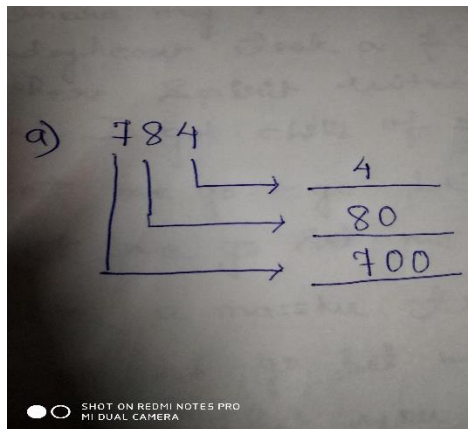 a) 784
4
80
700
SHOT ON REDMI NOTE5 PRO
MI DUAL CAMERA